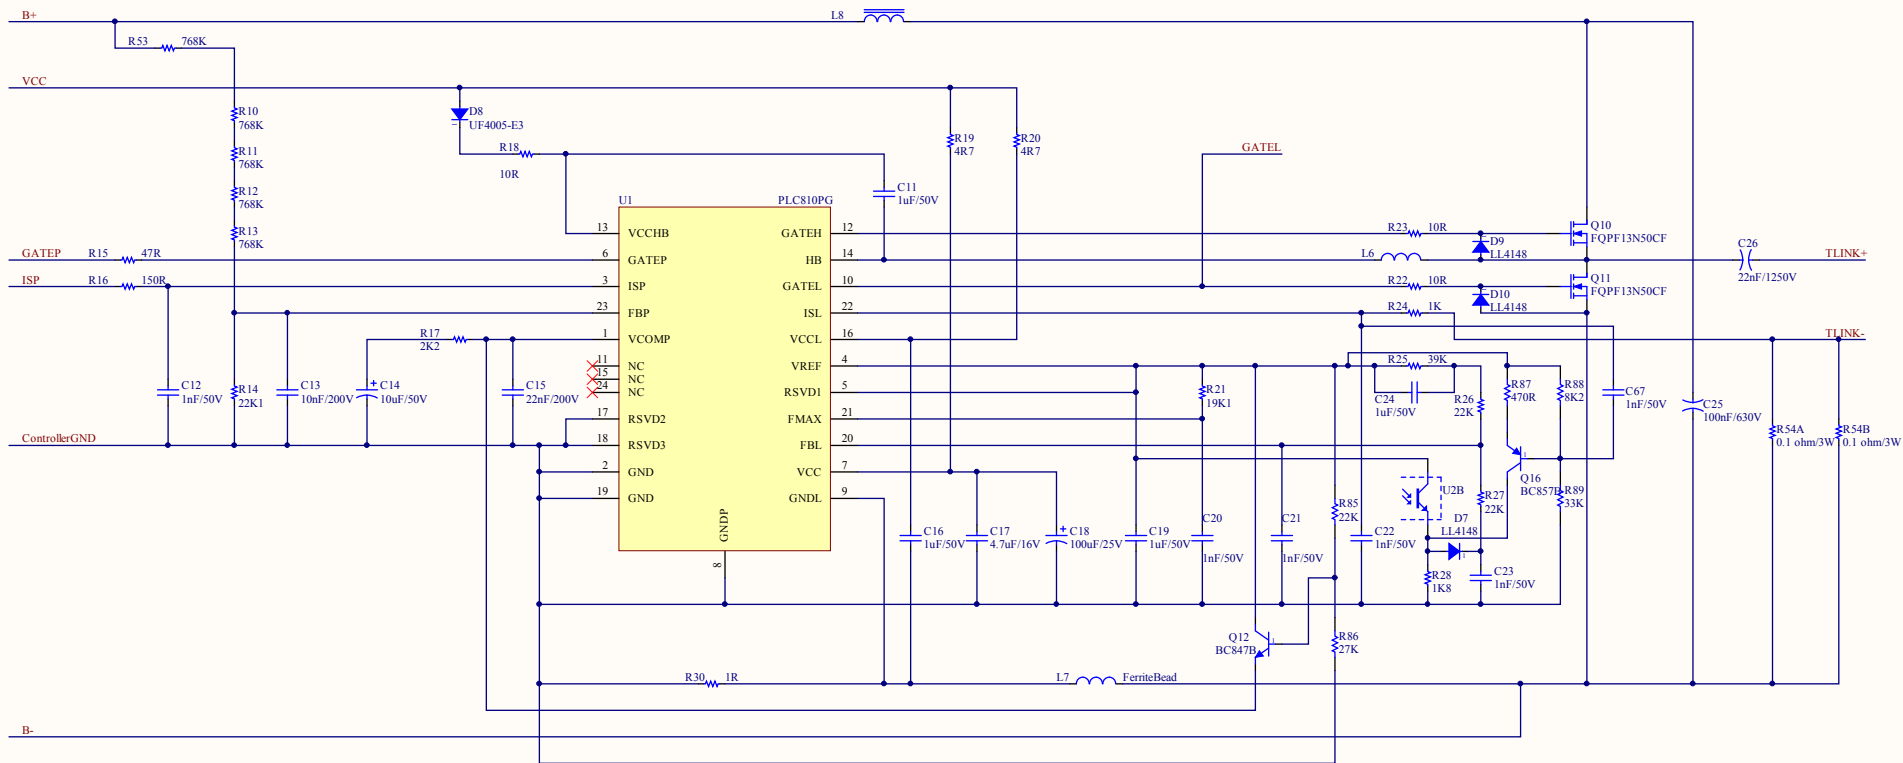 B+
L8
R53 768K
VCC
D8
UF4005-E3
R10
768K
R19
4R7
R20
4R7
R11
768K
R18
10R
GATEL
R12
768K
C11
1uF/50V
U1 PLC810PG
R13
768K
13 VCCHB GATEH 12
R23 10R
Q10
FQPF13N50CF
D9
LL4148
C26
22nF/1250V
GATEP R15 47R
6 GATEP HB 14
L6
TLINK+
ISP R16 150R
3 ISP GATEL 10
R22 10R
Q11
FQPF13N50CF
D10
LL4148
23 FBP ISL 22
R24 1K
R17
2K2
1 VCOMP VCCL 16
TLINK-
11 NC VREF 4
R25 39K
15 NC
24 NC RSVD1 5
C12
1nF/50V
R14
22K1
C13
10nF/200V
+ C14
10uF/50V
C15
22nF/200V
R21
19K1
C24
1uF/50V
R26
22K
R87
470R
R88
8K2
C67
1nF/50V
C25
100nF/630V
17 RSVD2 FMAX 21
R54A
0.1 ohm/3W
R54B
0.1 ohm/3W
ControllerGND
18 RSVD3 FBL 20
2 GND VCC 7
1
Q16
BC857B
19 GND GNDL 9
U2B
R27
22K
R89
33K
GNDP
8
C16
1uF/50V
C17
4.7uF/16V
+ C18
100uF/25V
C19
1uF/50V
C20
1nF/50V
C21
1nF/50V
R85
22K
C22
1nF/50V
D7
LL4148
1
R28
1K8
C23
1nF/50V
Q12
BC847B
1
R86
27K
R30 1R
L7 FerriteBead
B-